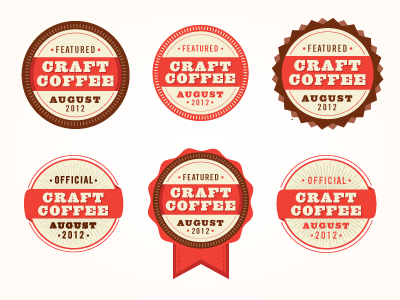 • FEATURED •
CRAFT
COFFEE
AUGUST
2012
• FEATURED •
CRAFT
COFFEE
AUGUST
• 2012 •
• FEATURED •
CRAFT
COFFEE
AUGUST
2012
• OFFICIAL •
CRAFT
COFFEE
AUGUST
• 2012 •
• FEATURED •
CRAFT
COFFEE
AUGUST
• 2012 •
• OFFICIAL •
CRAFT
COFFEE
AUGUST
• 2012 •